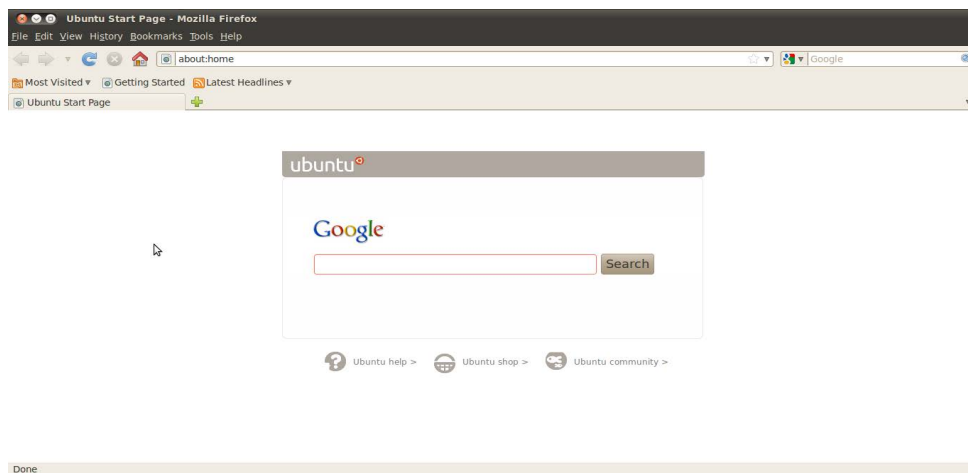 Ubuntu Start Page - Mozilla Firefox
File Edit View History Bookmarks Tools Help
about:home Google
Most Visited Getting Started Latest Headlines
Ubuntu Start Page
ubuntu
Google
Search
Ubuntu help > Ubuntu shop > Ubuntu community >
Done